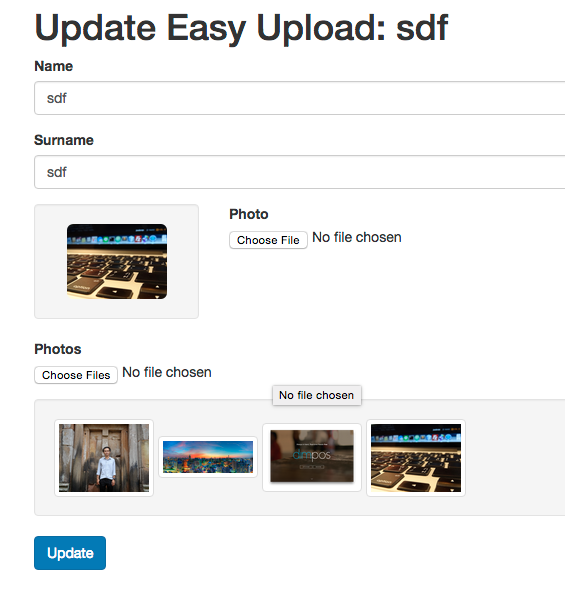 Update Easy Upload: sdf
Name
sdf
Surname
sdf
Photo
Choose File No file chosen
Photos
Choose Files No file chosen
No file chosen
pos
Update